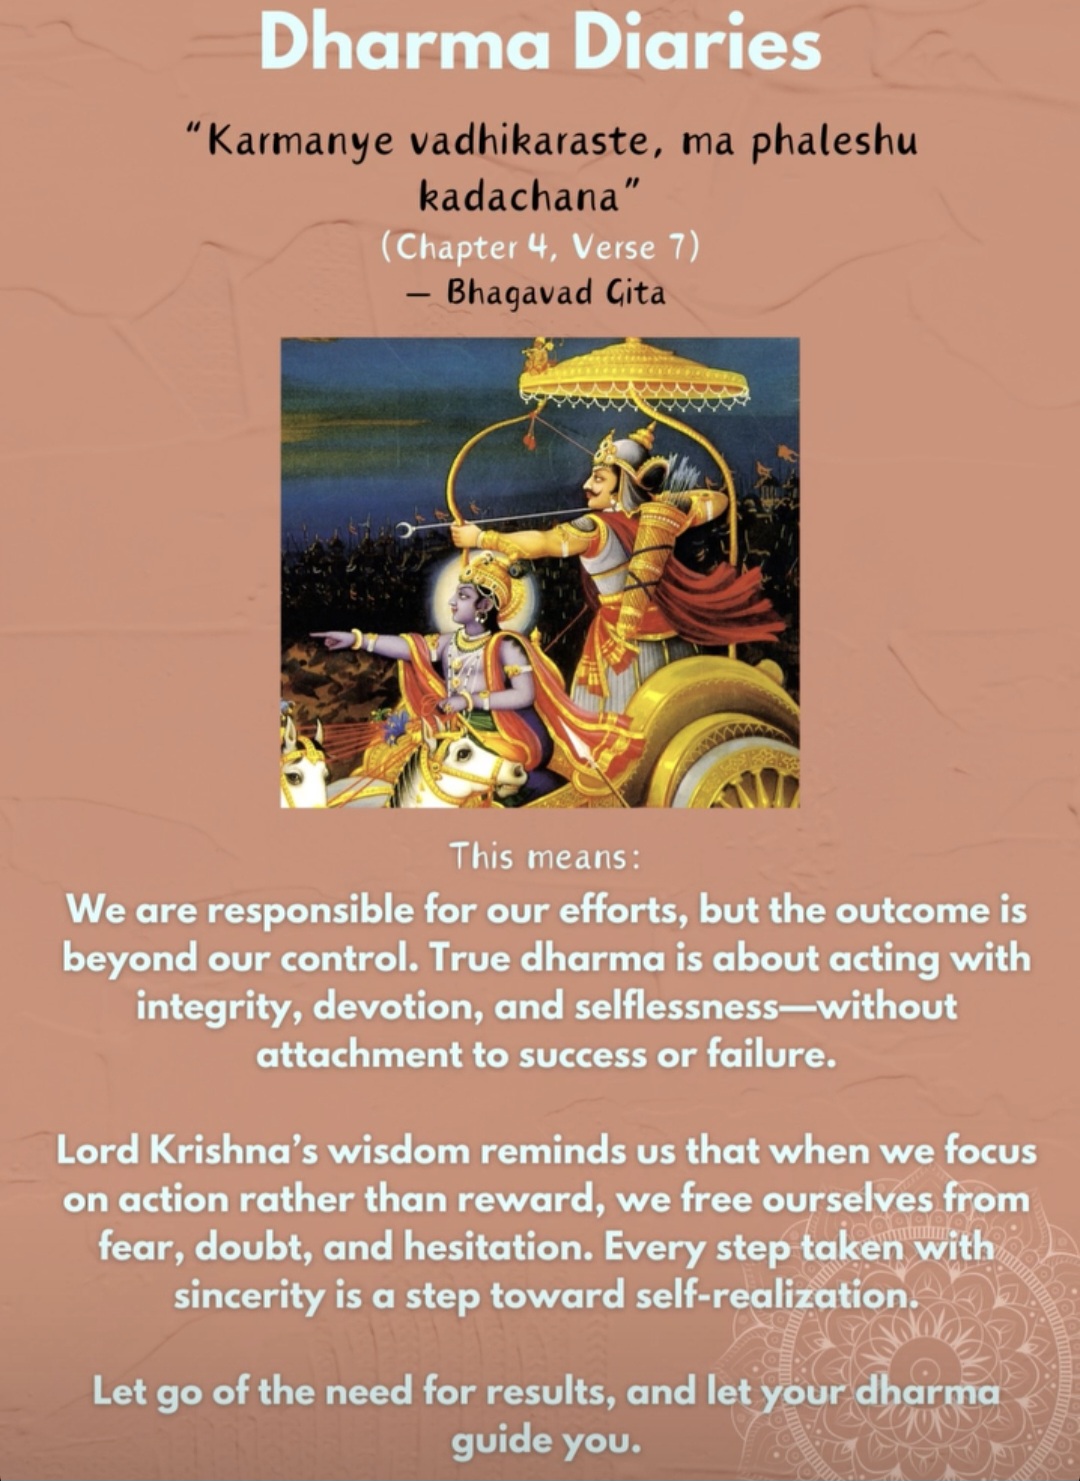 Dharma Diaries
“Karmanye vadhikaraste, ma phaleshu
kadachana”
(Chapter 4, Verse 7)
— Bhagavad Gita
This means:
We are responsible for our efforts, but the outcome is
beyond our control. True dharma is about acting with
integrity, devotion, and selflessness—without
attachment to success or failure.
Lord Krishna’s wisdom reminds us that when we focus
on action rather than reward, we free ourselves from
fear, doubt, and hesitation. Every step taken with
sincerity is a step toward self-realization.
Let go of the need for results, and let your dharma
guide you.